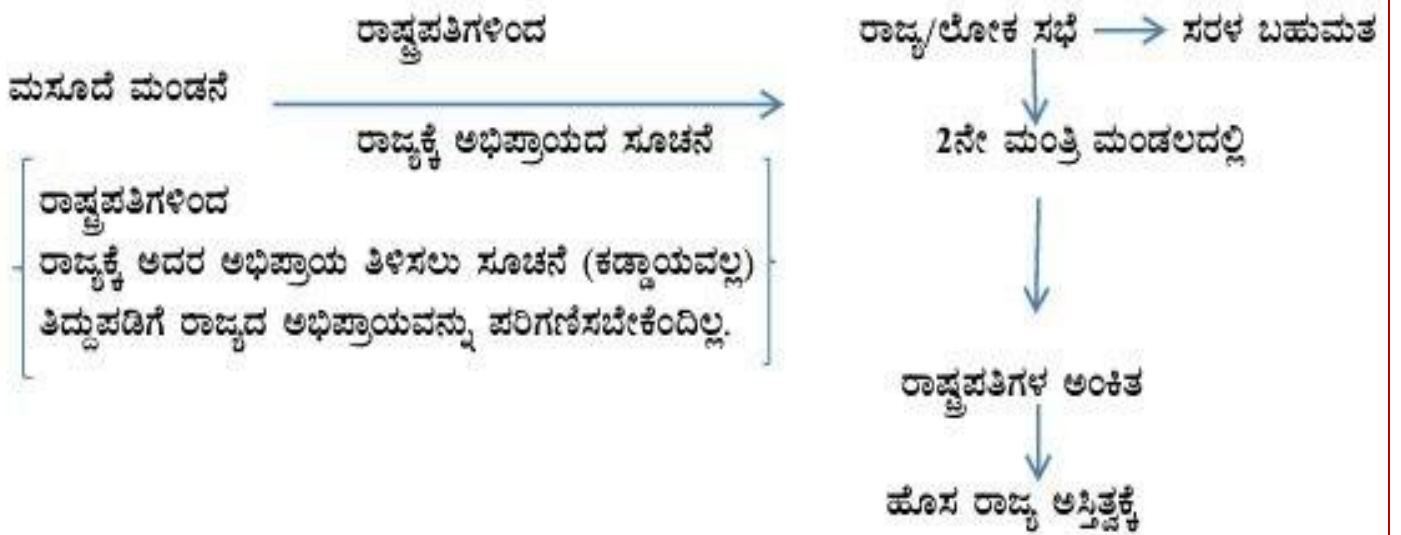 ರಾಷ್ಟ್ರಪತಿಗಳಿಂದ
ಮಸೂದೆ ಮಂಡನೆ
ರಾಜ್ಯಕ್ಕೆ ಅಭಿಪ್ರಾಯದ ಸೂಚನೆ
ರಾಷ್ಟ್ರಪತಿಗಳಿಂದ
ರಾಜ್ಯಕ್ಕೆ ಅದರ ಅಭಿಪ್ರಾಯ ತಿಳಿಸಲು ಸೂಚನೆ (ಕಡ್ಡಾಯವಲ್ಲ)
ತಿದ್ದುಪಡಿಗೆ ರಾಜ್ಯದ ಅಭಿಪ್ರಾಯವನ್ನು ಪರಿಗಣಿಸಬೇಕೆಂದಿಲ್ಲ.
ರಾಜ್ಯ/ಲೋಕ ಸಭೆ ಸರಳ ಬಹುಮತ
2ನೇ ಮಂತ್ರಿ ಮಂಡಲದಲ್ಲಿ
ರಾಷ್ಟ್ರಪತಿಗಳ ಅಂಕಿತ
ಹೊಸ ರಾಜ್ಯ ಅಸ್ತಿತ್ವಕ್ಕೆ